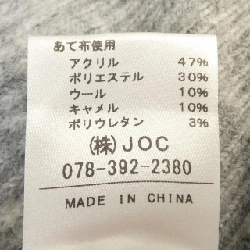 あて布使用
アクリル 47%
ポリエステル 30%
ウール 10%
キャメル 10%
ポリウレタン 3%
(株)JOC
078-392-2380
MADE IN CHINA